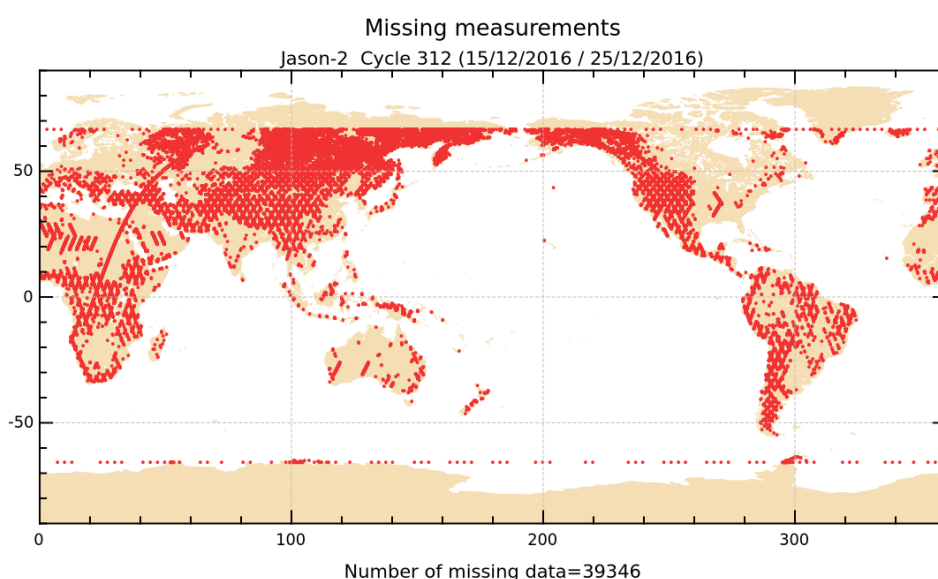 Missing measurements
Jason-2  Cycle 312 (15/12/2016 / 25/12/2016)
50
0
-50
0
100
200
300
Number of missing data=39346